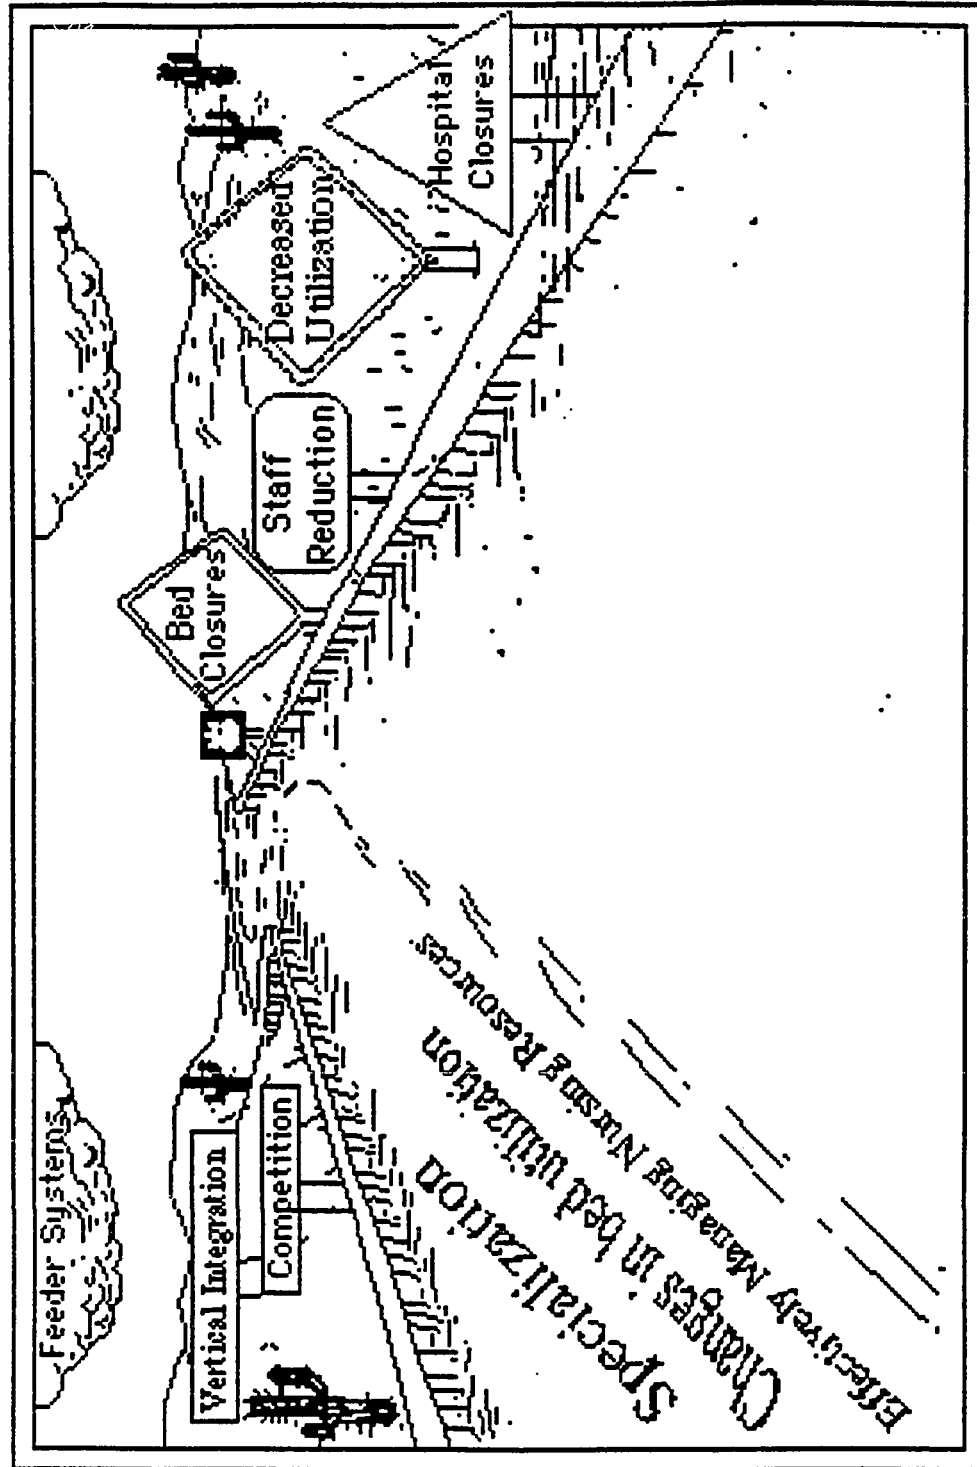 Feeder Systems
Vertical Integration
Competition
Bed
Closures
Staff
Reduction
Decreased
Utilization
Hospital
Closures
Specialization
Changes in bed utilization
Effectively Managing Nursing Resources